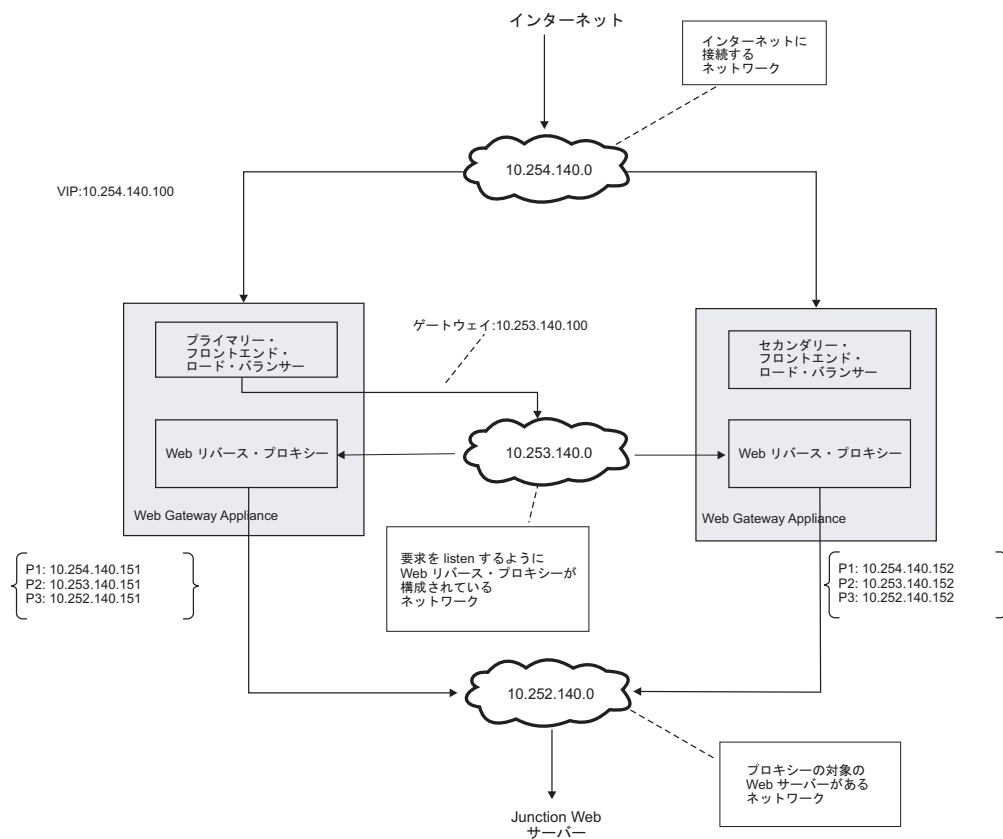 インターネット
インターネットに
接続する
ネットワーク
10.254.140.0
VIP:10.254.140.100
プライマリー・
フロントエンド・
ロード・バランサー
ゲートウェイ:10.253.140.100
セカンダリー・
フロントエンド・
ロード・バランサー
Web リバース・プロキシー
10.253.140.0
Web リバース・プロキシー
Web Gateway Appliance
Web Gateway Appliance
要求を listen するように
Web リバース・プロキシーが
構成されている
ネットワーク
P1: 10.254.140.151
P2: 10.253.140.151
P3: 10.252.140.151
P1: 10.254.140.152
P2: 10.253.140.152
P3: 10.252.140.152
10.252.140.0
プロキシーの対象の
Web サーバーがある
ネットワーク
Junction Web
サーバー